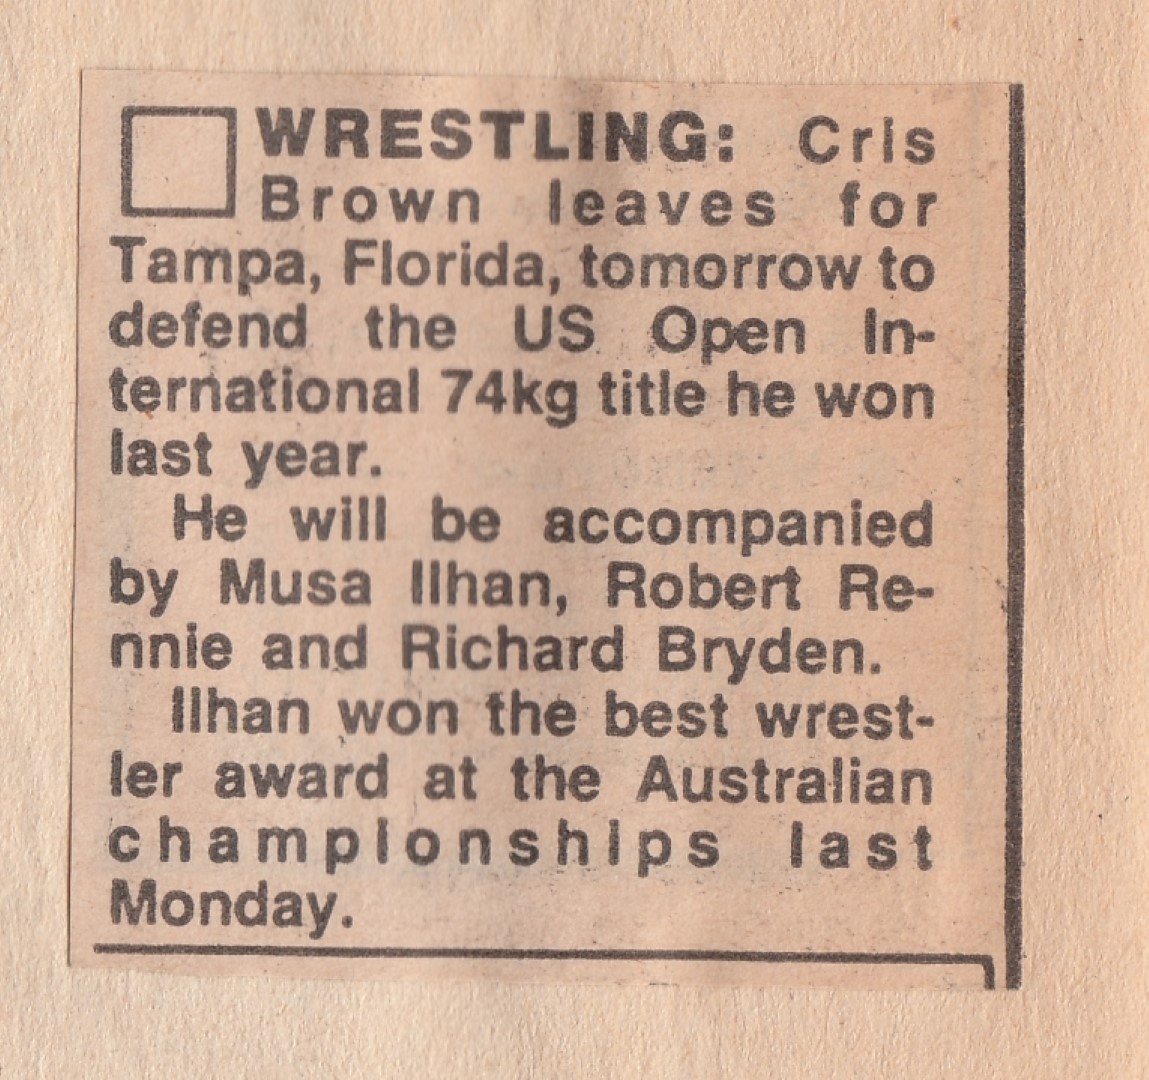 WRESTLING: Cris
Brown leaves for
Tampa, Florida, tomorrow to
defend the US Open In-
ternational 74kg title he won
last year.
He will be accompanied
by Musa Ilhan, Robert Re-
nnie and Richard Bryden.
Ilhan won the best wrest-
ler award at the Australian
championships last
Monday.